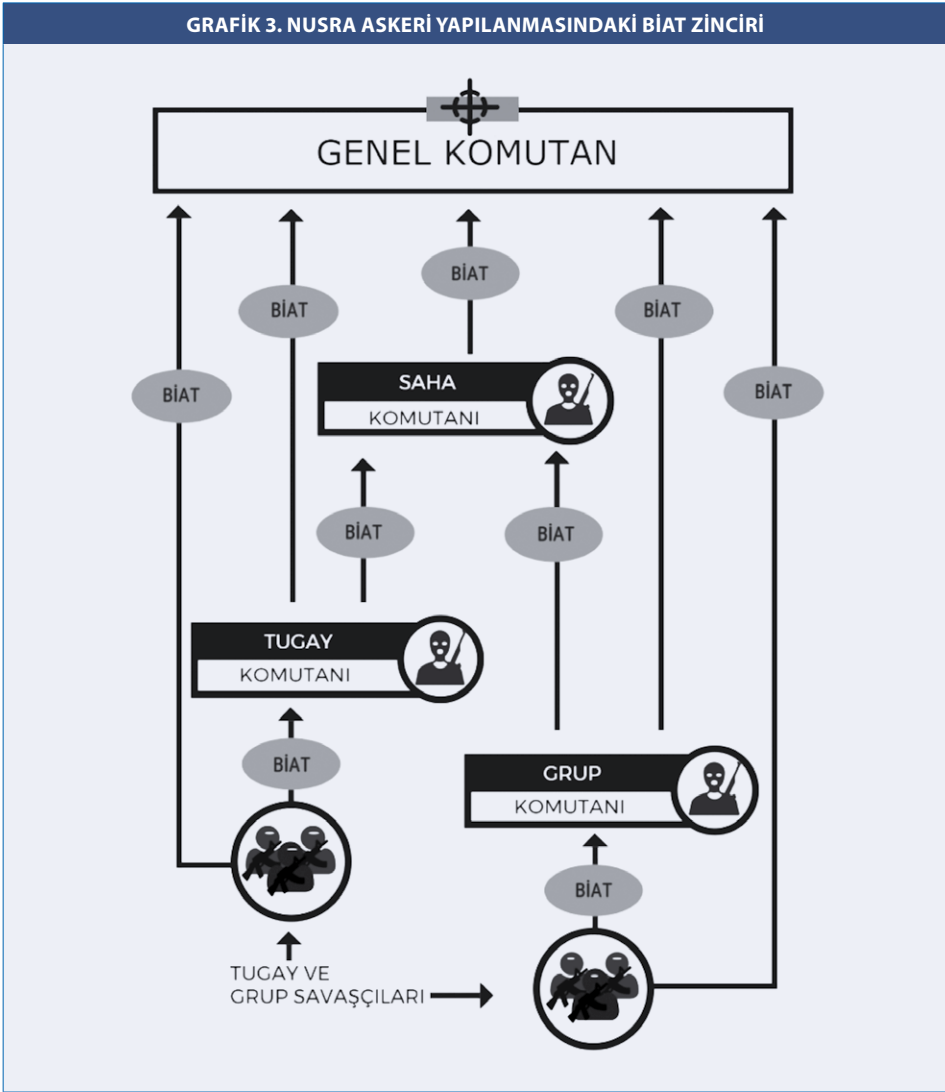 GRAFİK 3. NUSRA ASKERİ YAPILANMASINDAKİ BİAT ZİNCİRİ
GENEL KOMUTAN
BİAT
BİAT
BİAT
BİAT
BİAT
SAHA
KOMUTANI
BİAT
BİAT
TUGAY
KOMUTANI
BİAT
GRUP
KOMUTANI
BİAT
TUGAY VE
GRUP SAVAŞÇILARI